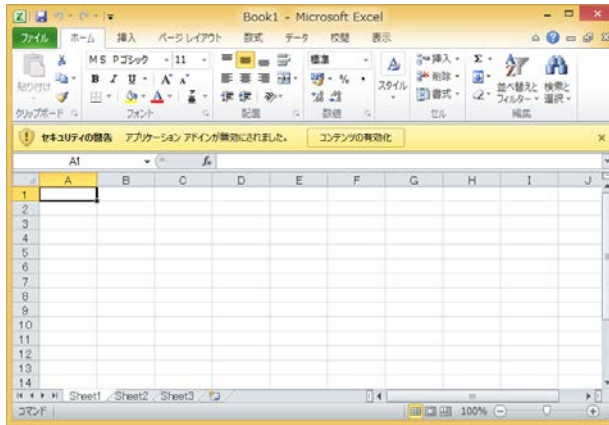 Book1 - Microsoft Excel
ファイル ホーム 挿入 ページ レイアウト 数式 データ 校閲 表示
貼り付け
MS Pゴシック 11
B I U A A
標準
%
スタイル
挿入
削除
書式
Σ
並べ替えと フィルター
検索と 選択
クリップボード フォント 配置 数値 セル 編集
セキュリティの警告 アプリケーション アドインが無効にされました。 コンテンツの有効化
A1 fx
A B C D E F G H I J
1
2
3
4
5
6
7
8
9
10
11
12
13
14
Sheet1 Sheet2 Sheet3
コマンド 100%